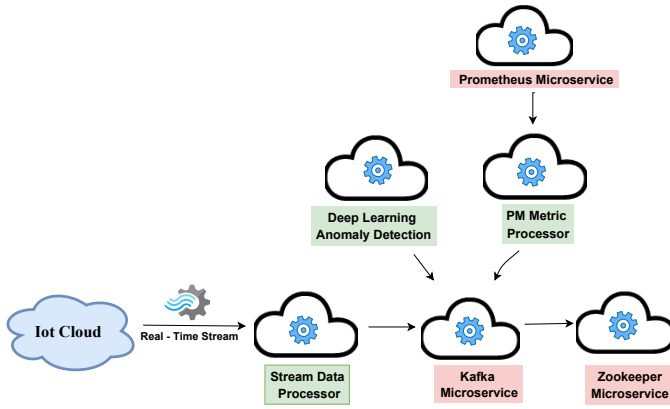 Prometheus Microservice
Deep Learning
Anomaly Detection
PM Metric
Processor
Iot Cloud
Real - Time Stream
Stream Data
Processor
Kafka
Microservice
Zookeeper
Microservice